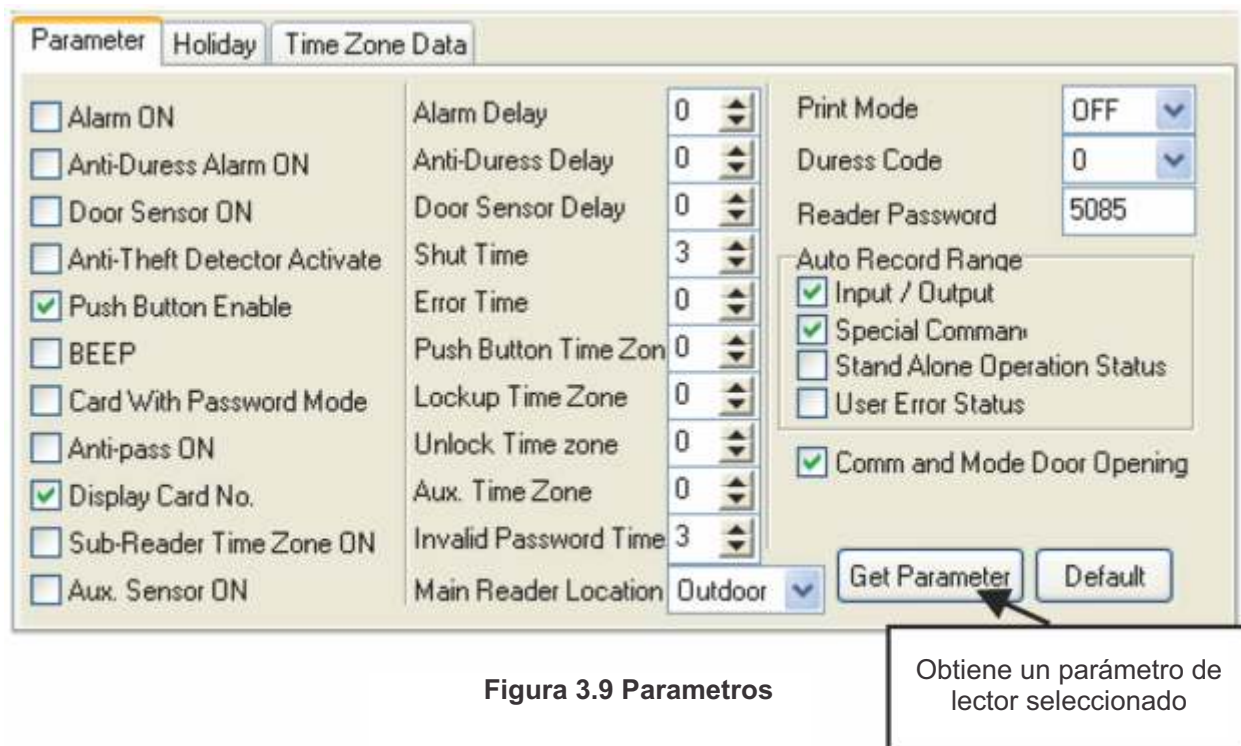 Parameter Holiday Time Zone Data
Alarm ON
Anti-Duress Alarm ON
Door Sensor ON
Anti-Theft Detector Activate
Push Button Enable
BEEP
Card With Password Mode
Anti-pass ON
Display Card No.
Sub-Reader Time Zone ON
Aux. Sensor ON
Alarm Delay 0
Anti-Duress Delay 0
Door Sensor Delay 0
Shut Time 3
Error Time 0
Push Button Time Zon 0
Lockup Time Zone 0
Unlock Time zone 0
Aux. Time Zone 0
Invalid Password Time 3
Main Reader Location Outdoor
Print Mode OFF
Duress Code 0
Reader Password 5085
Auto Record Range
Input / Output
Special Comman
Stand Alone Operation Status
User Error Status
Comm and Mode Door Opening
Get Parameter Default
Obtiene un parámetro de
lector seleccionado
Figura 3.9 Parametros